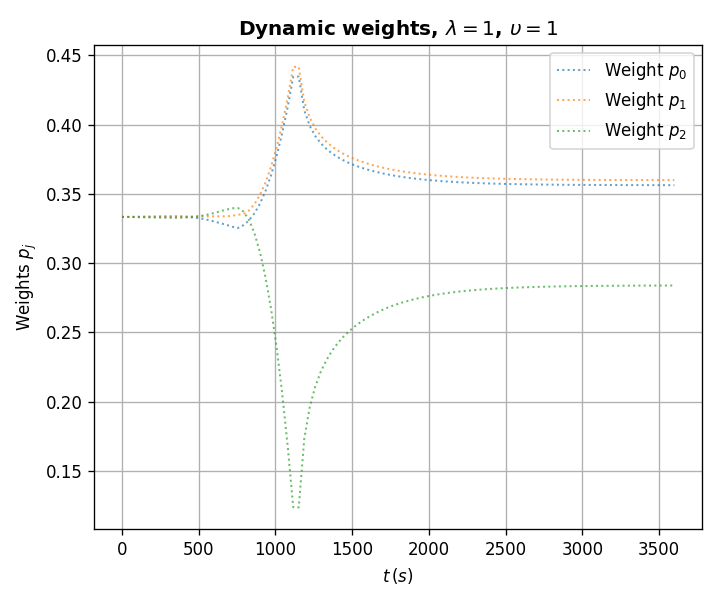 Dynamic weights, λ = 1, υ = 1
Weight p₀
Weight p₁
Weight p₂
Weights pⱼ
0.45
0.40
0.35
0.30
0.25
0.20
0.15
0 500 1000 1500 2000 2500 3000 3500
t (s)